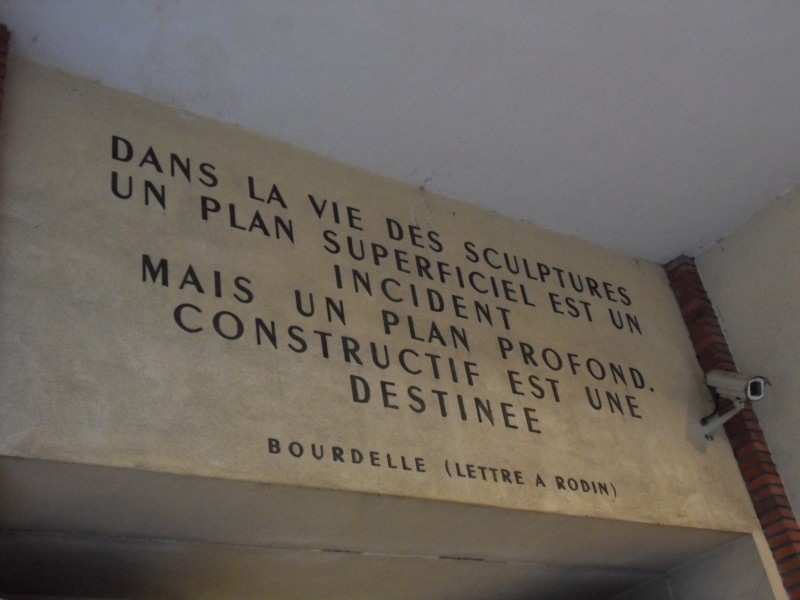 DANS LA VIE DES SCULPTURES
UN PLAN SUPERFICIEL EST UN
INCIDENT
MAIS UN PLAN PROFOND.
CONSTRUCTIF EST UNE
DESTINEE
BOURDELLE (LETTRE A RODIN)